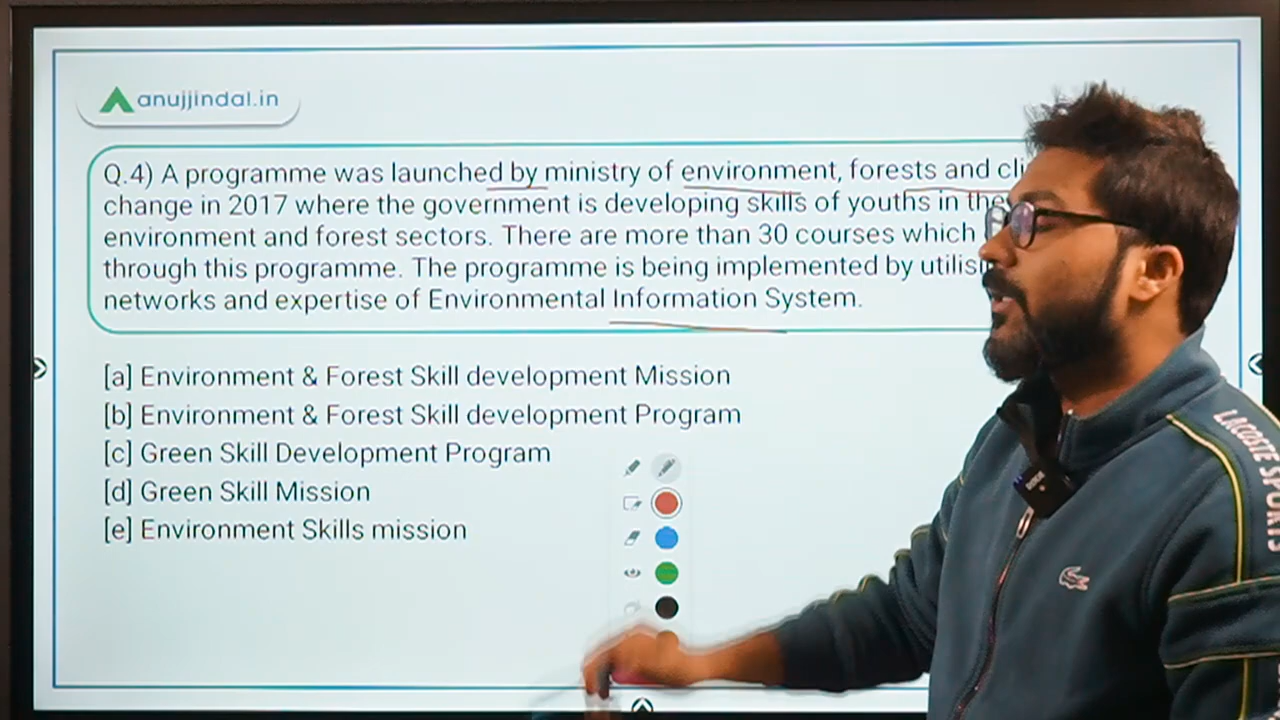 anujjindal.in
Q.4) A programme was launched by ministry of environment, forests and
change in 2017 where the government is developing skills of youths in
environment and forest sectors. There are more than 30 courses which
through this programme. The programme is being implemented by
networks and expertise of Environmental Information System.
[a] Environment & Forest Skill development Mission
[b] Environment & Forest Skill development Program
[c] Green Skill Development Program
[d] Green Skill Mission
[e] Environment Skills mission
LACOSTE SPORTS